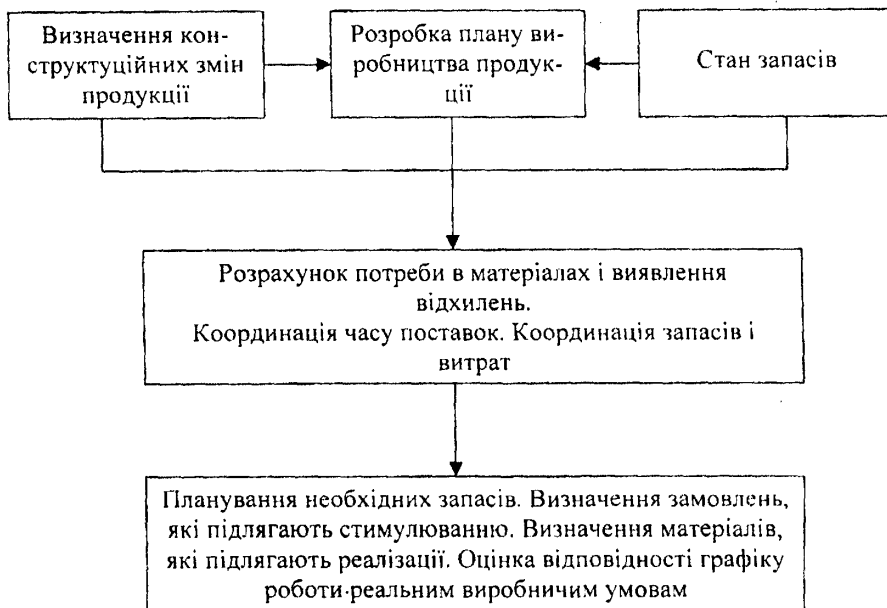 Визначення кон-
структуційних змін
продукції
Розробка плану ви-
робництва продук-
ції
Стан запасів
Розрахунок потреби в матеріалах і виявлення
відхилень.
Координація часу поставок. Координація запасів і
витрат
Планування необхідних запасів. Визначення замовлень,
які підлягають стимулюванню. Визначення матеріалів,
які підлягають реалізації. Оцінка відповідності графіку
роботи·реальним виробничим умовам